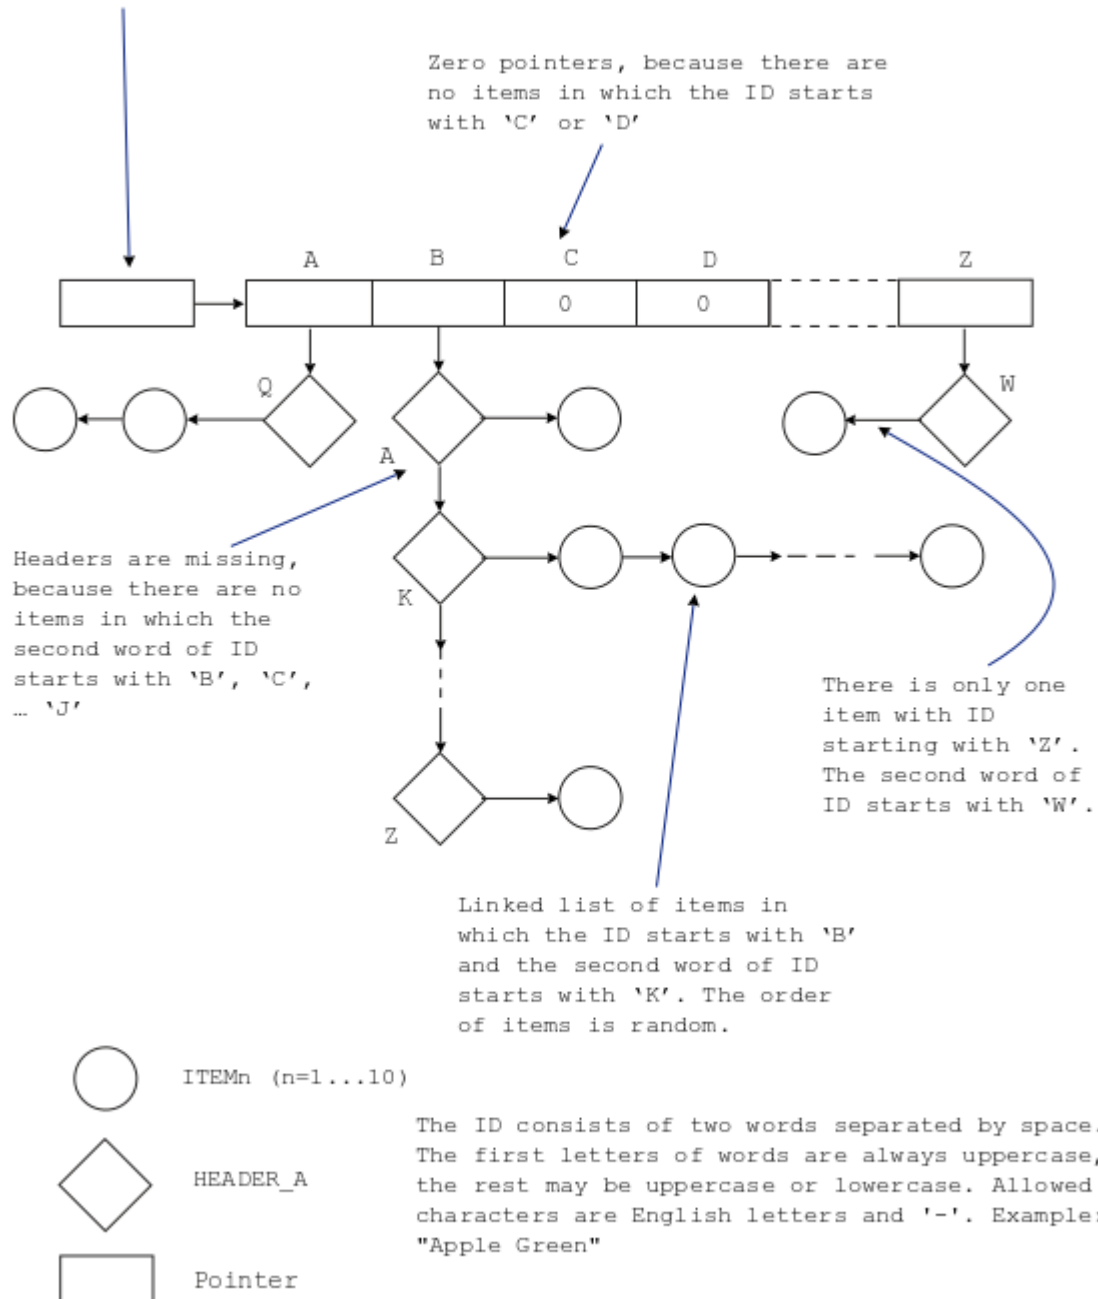 Zero pointers, because there are
no items in which the ID starts
with ‘C’ or ‘D’
A B C D Z
0 0
Q
W
A
Headers are missing,
because there are no
items in which the
second word of ID
starts with ‘B’, ‘C’,
… ‘J’
K
There is only one
item with ID
starting with ‘Z’.
The second word of
ID starts with ‘W’.
Z
Linked list of items in
which the ID starts with ‘B’
and the second word of ID
starts with ‘K’. The order
of items is random.
ITEMn (n=1...10)
The ID consists of two words separated by space.
The first letters of words are always uppercase,
HEADER_A
the rest may be uppercase or lowercase. Allowed
characters are English letters and '-'. Example:
"Apple Green"
Pointer